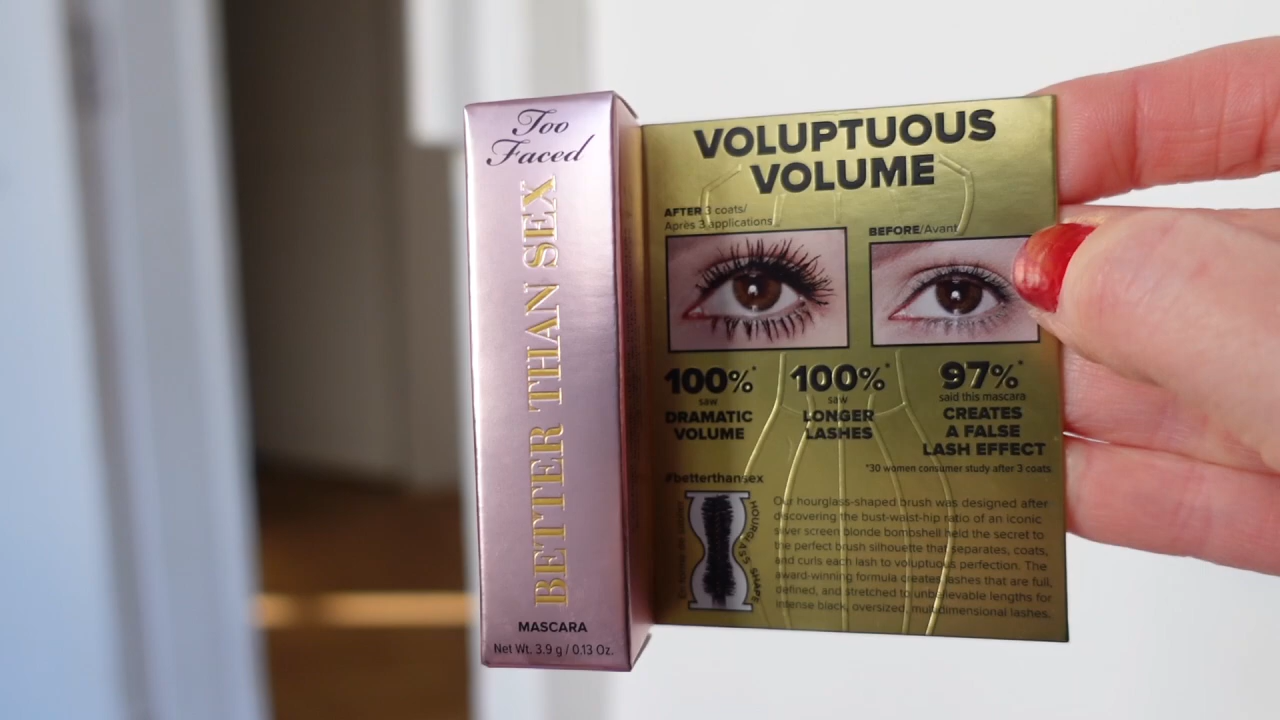 Too
Faced
BETTER THAN SEX
MASCARA
Net Wt. 3.9 g / 0.13 Oz.
VOLUPTUOUS
VOLUME
AFTER 3 coats/
Après 3 applications
BEFORE/Avant
100%*
saw
DRAMATIC
VOLUME
100%*
saw
LONGER
LASHES
97%*
said this mascara
CREATES
A FALSE
LASH EFFECT
*30 women consumer study after 3 coats
#betterthansex
HOURGLASS SHAPE
Our hourglass-shaped brush was designed after
discovering the bust-waist-hip ratio of an iconic
silver screen blonde bombshell held the secret to
the perfect brush silhouette that separates, coats,
and curls each lash to voluptuous perfection. The
award-winning formula creates lashes that are full,
defined, and stretched to unbelievable lengths for
intense black, oversized, multidimensional lashes.